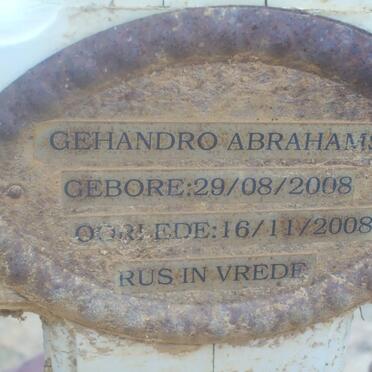 GEHANDRO ABRAHAMS
GEBORE:29/08/2008
OORLEDE:16/11/2008
RUS IN VREDE